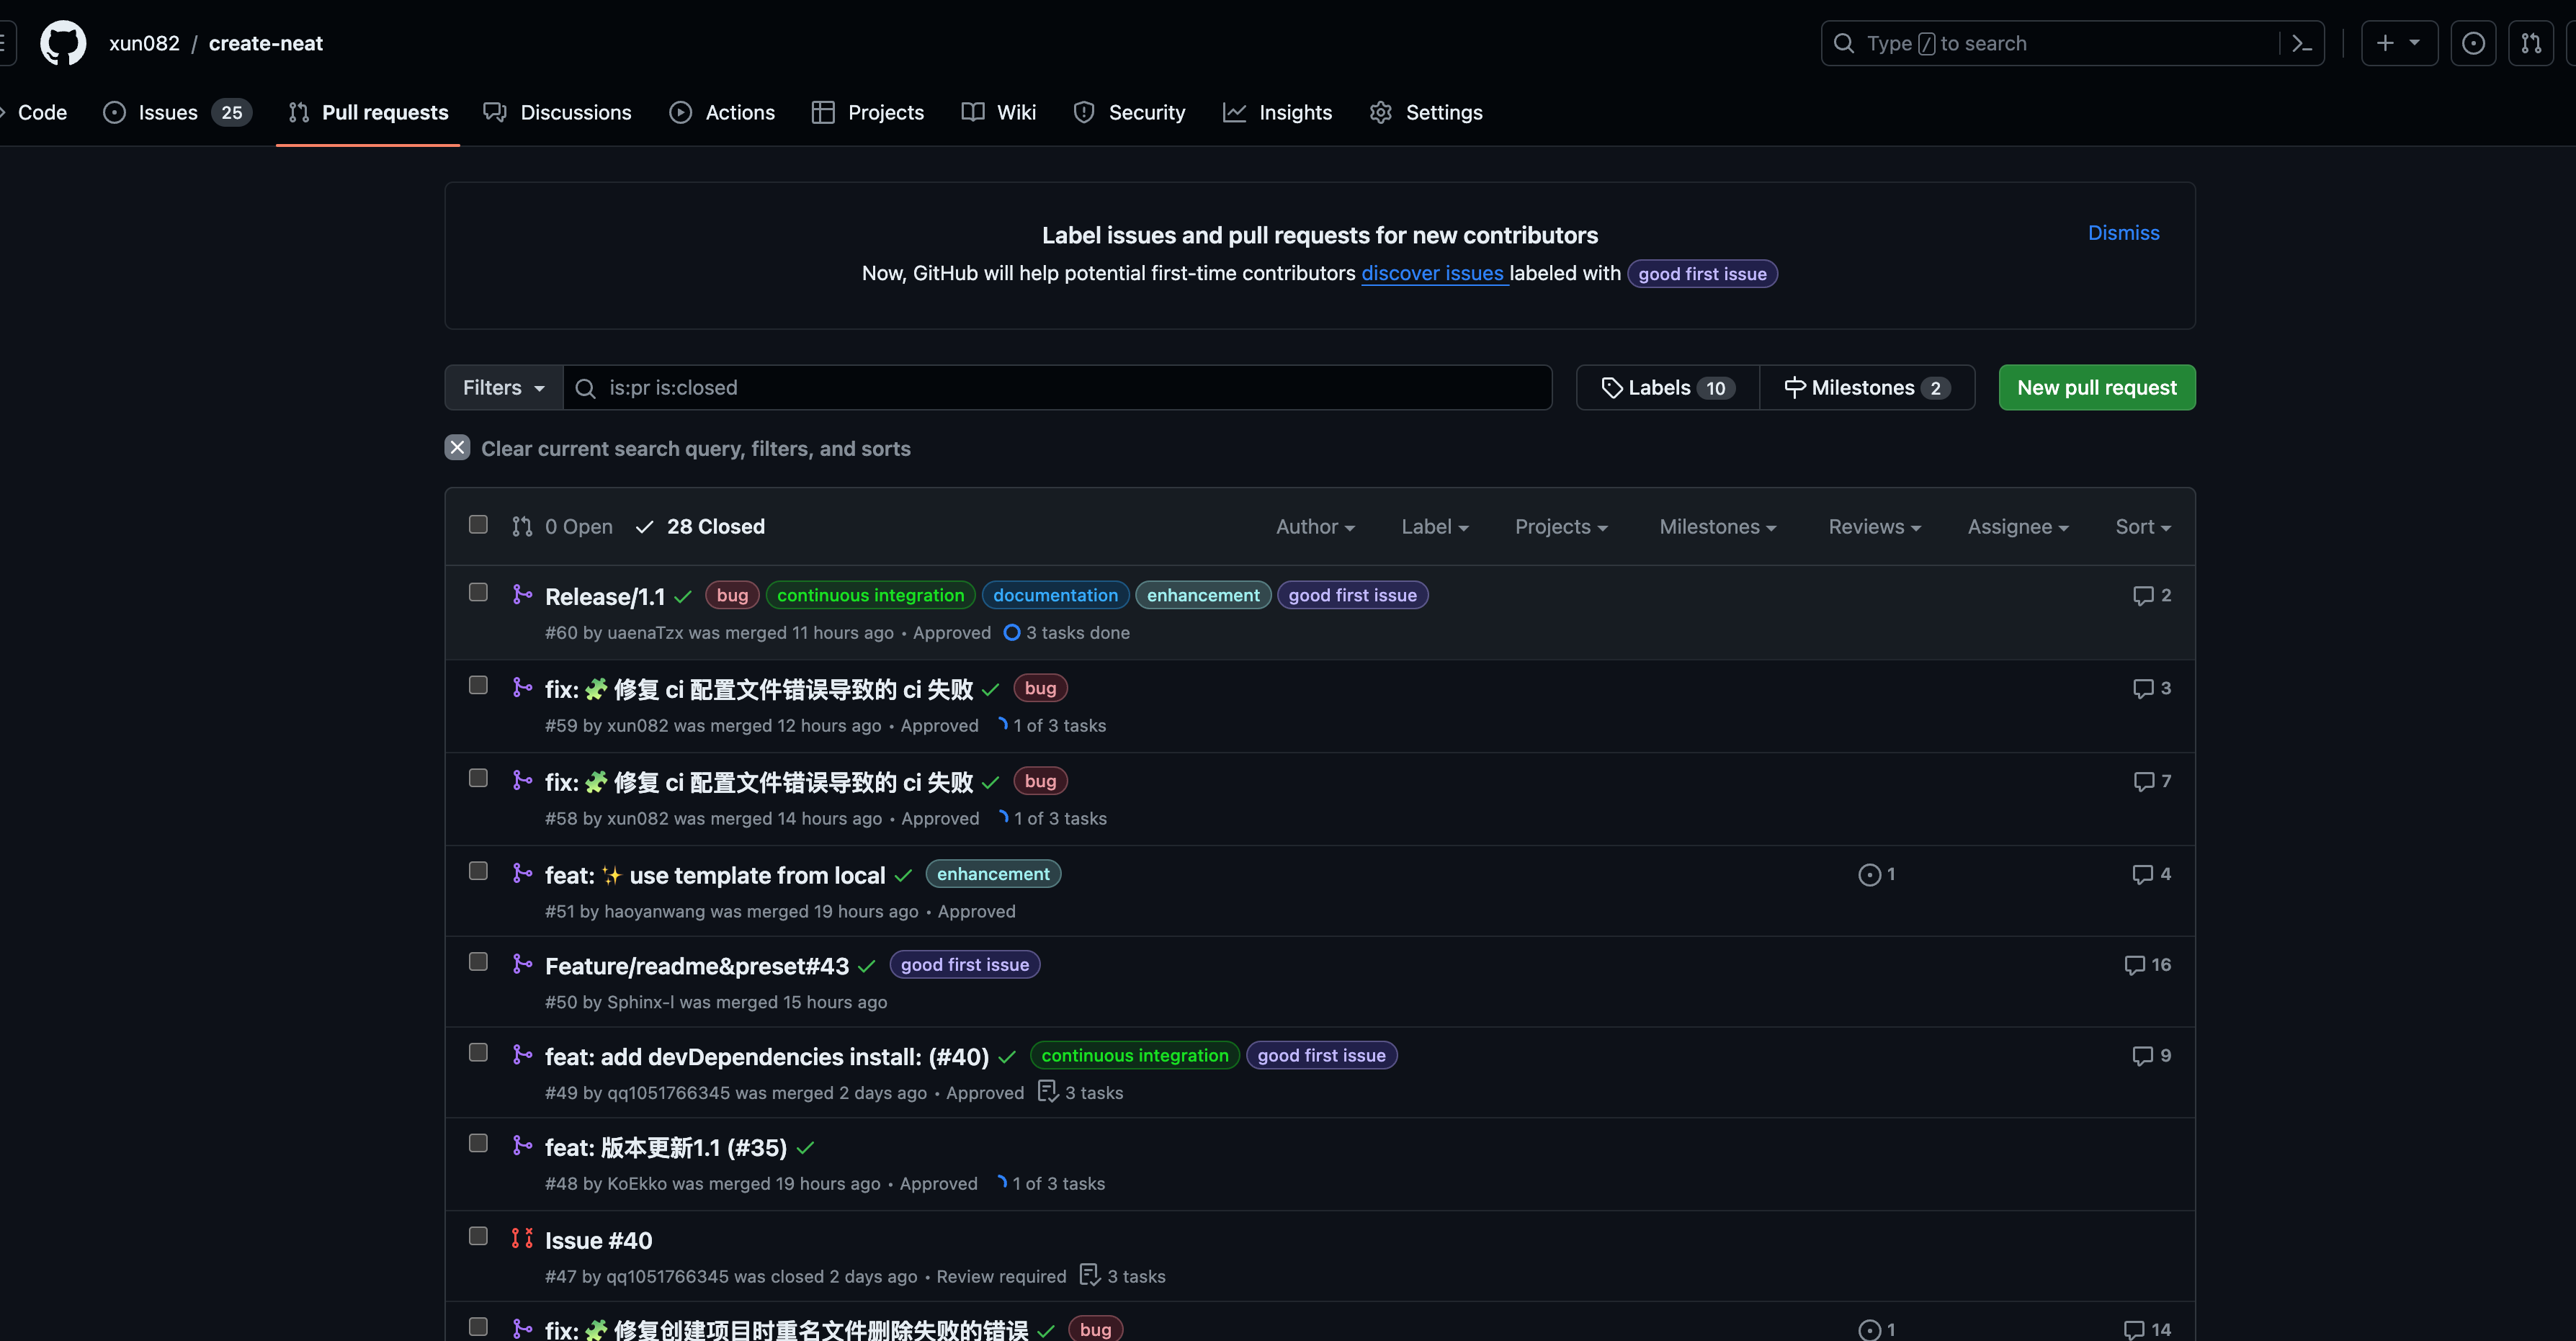 xun082 / create-neat
Type / to search
Code Issues 25 Pull requests Discussions Actions Projects Wiki Security Insights Settings
Label issues and pull requests for new contributors
Dismiss
Now, GitHub will help potential first-time contributors discover issues labeled with good first issue
Filters is:pr is:closed Labels 10 Milestones 2 New pull request
Clear current search query, filters, and sorts
0 Open 28 Closed Author Label Projects Milestones Reviews Assignee Sort
Release/1.1 bug continuous integration documentation enhancement good first issue 2
#60 by uaenaTzx was merged 11 hours ago • Approved 3 tasks done
fix: 🧩 修复 ci 配置文件错误导致的 ci 失败 bug 3
#59 by xun082 was merged 12 hours ago • Approved 1 of 3 tasks
fix: 🧩 修复 ci 配置文件错误导致的 ci 失败 bug 7
#58 by xun082 was merged 14 hours ago • Approved 1 of 3 tasks
feat: ✨ use template from local enhancement 1 4
#51 by haoyanwang was merged 19 hours ago • Approved
Feature/readme&preset#43 good first issue 16
#50 by Sphinx-l was merged 15 hours ago
feat: add devDependencies install: (#40) continuous integration good first issue 9
#49 by qq1051766345 was merged 2 days ago • Approved 3 tasks
feat: 版本更新1.1 (#35)
#48 by KoEkko was merged 19 hours ago • Approved 1 of 3 tasks
Issue #40
#47 by qq1051766345 was closed 2 days ago • Review required 3 tasks
fix: 🧩 修复创建项目时重名文件删除失败的错误 bug 1 14